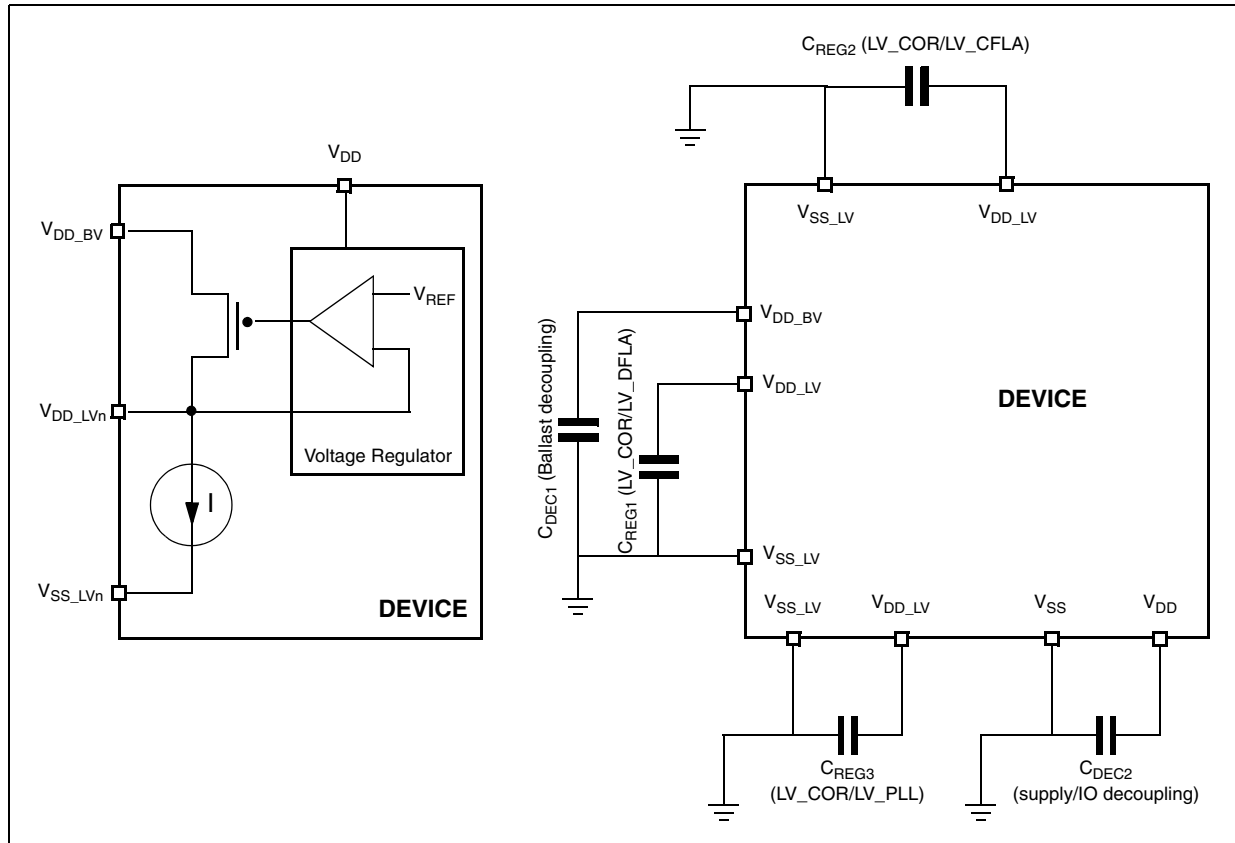 V_DD
V_DD_BV
V_REF
V_DD_LVn
Voltage Regulator
I
V_SS_LVn
DEVICE
C_REG2 (LV_COR/LV_CFLA)
V_SS_LV
V_DD_LV
V_DD_BV
V_DD_LV
DEVICE
C_DEC1 (Ballast decoupling)
C_REG1 (LV_COR/LV_DFLA)
V_SS_LV
V_SS_LV
V_DD_LV
V_SS
V_DD
C_REG3
(LV_COR/LV_PLL)
C_DEC2
(supply/IO decoupling)